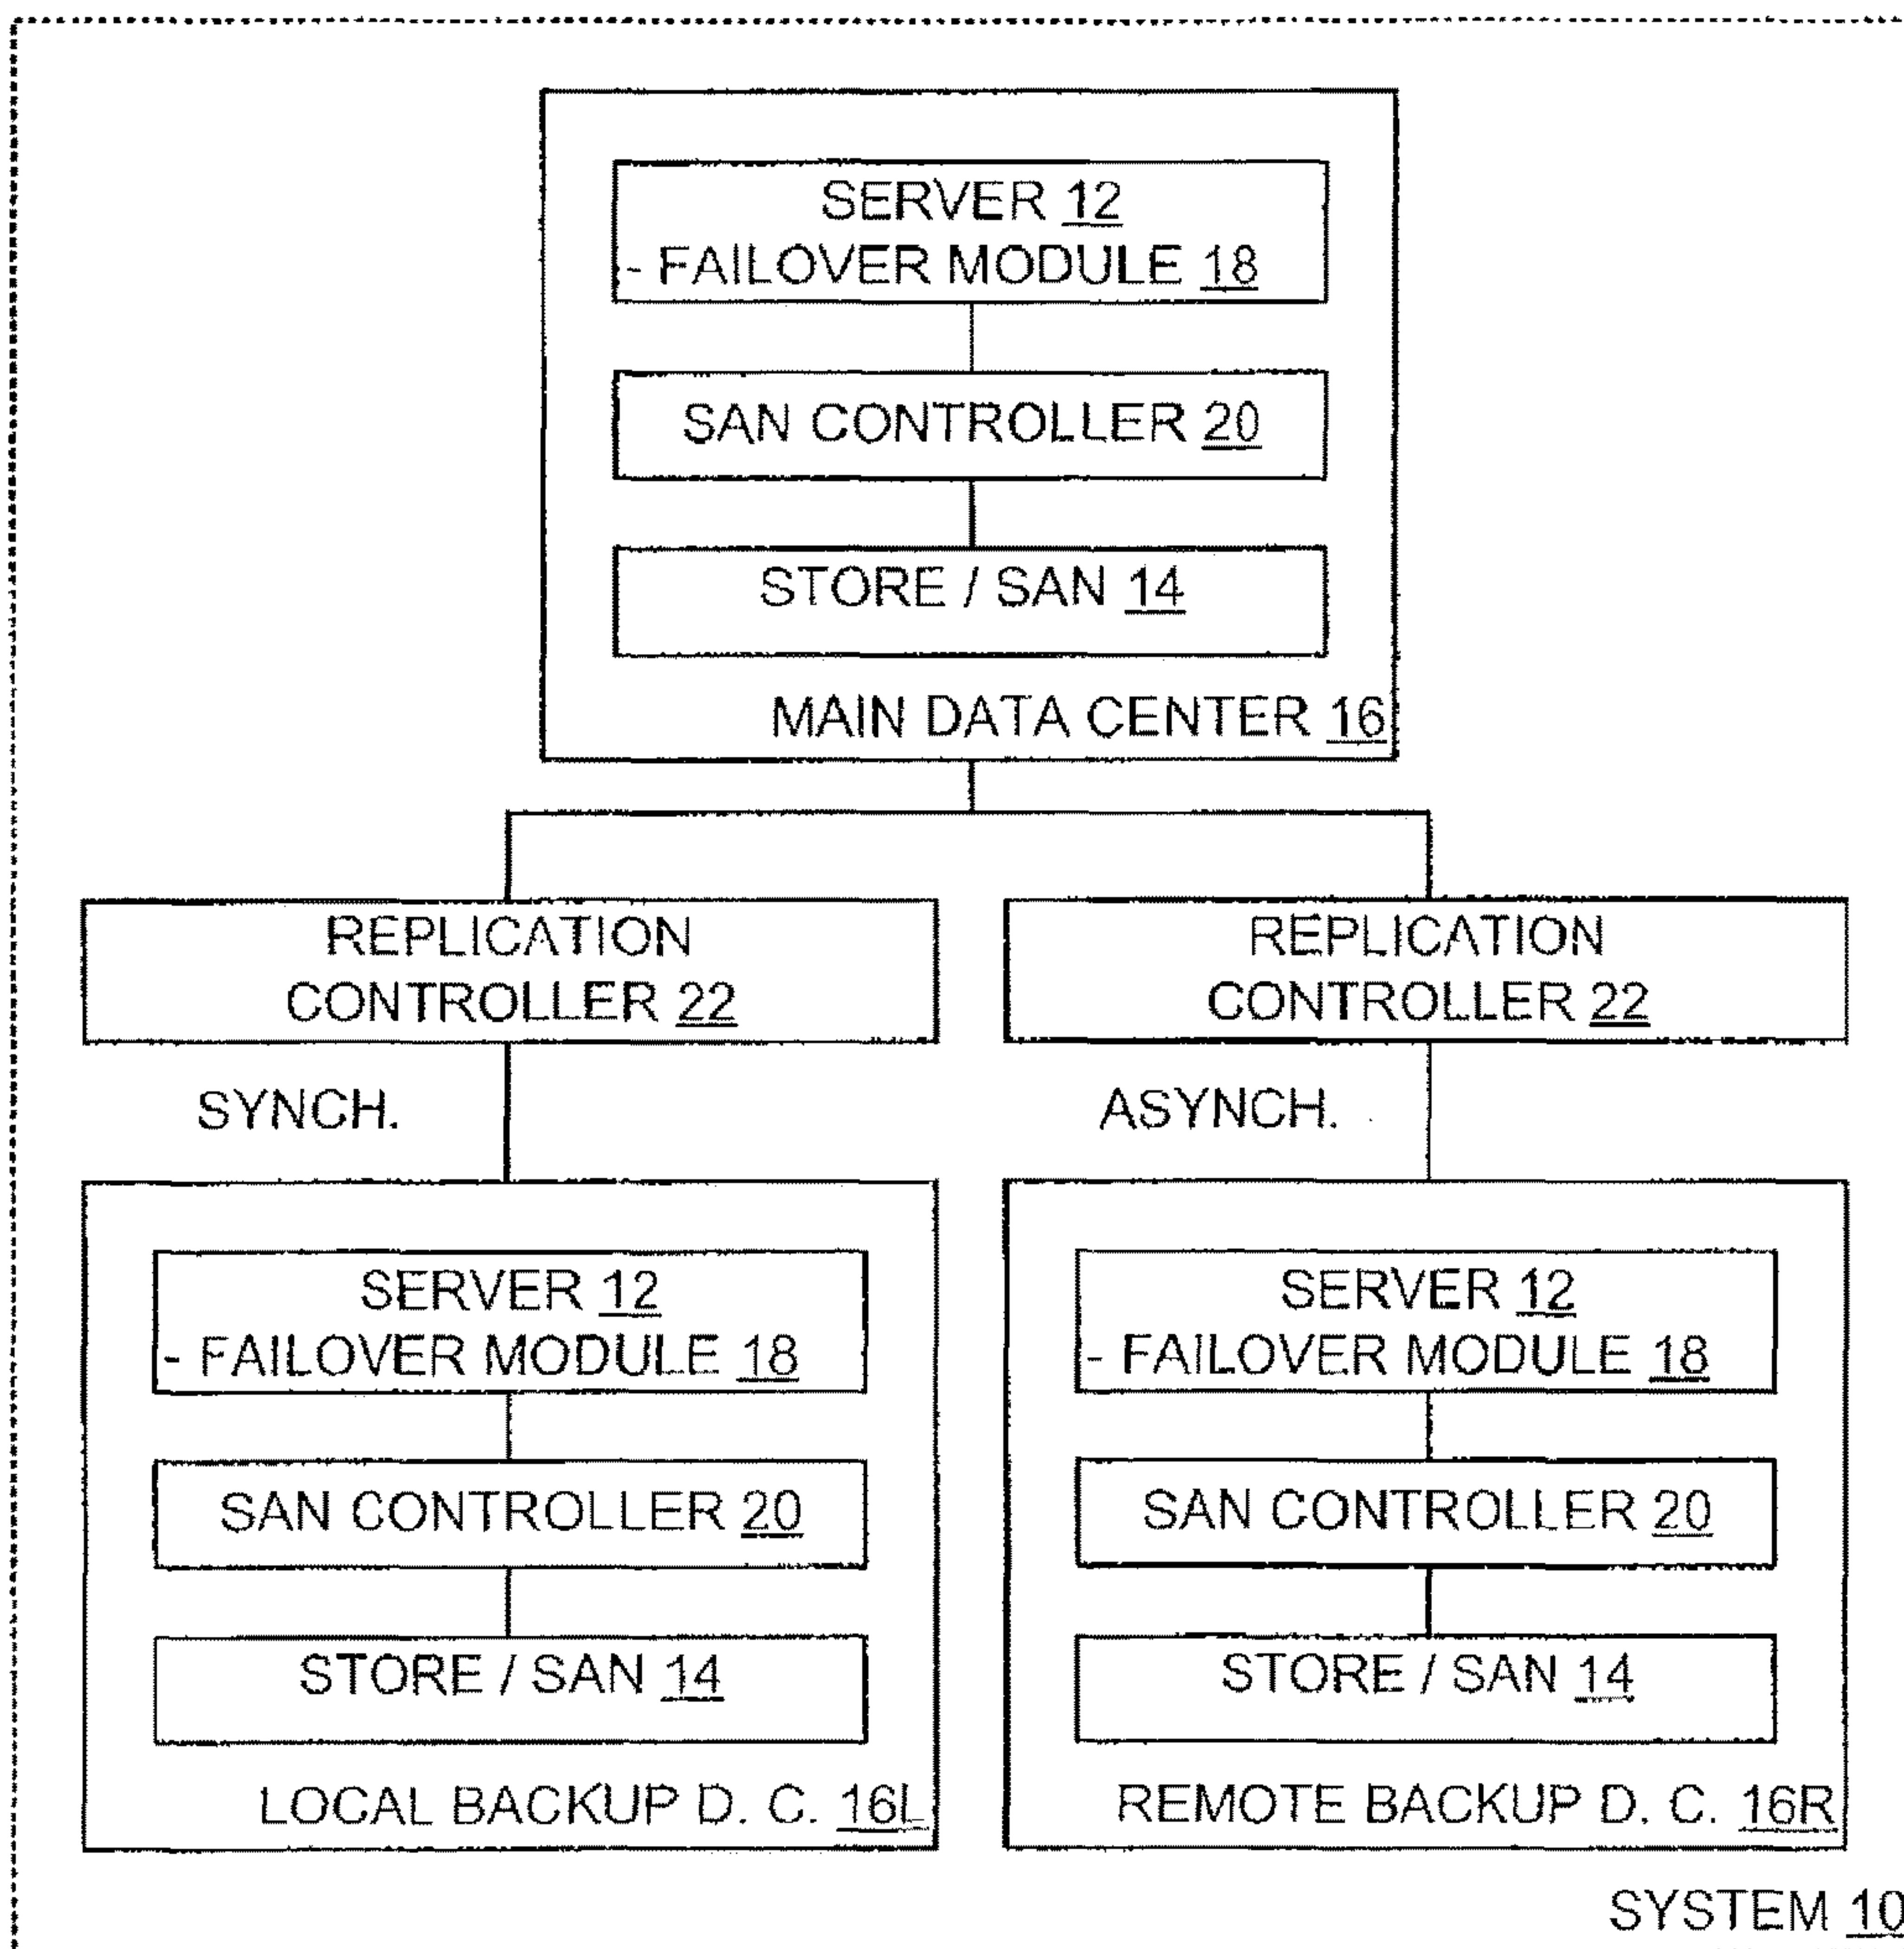 SERVER 12
- FAILOVER MODULE 18
SAN CONTROLLER 20
STORE / SAN 14
MAIN DATA CENTER 16
REPLICATION
CONTROLLER 22
REPLICATION
CONTROLLER 22
SYNCH.
ASYNCH.
SERVER 12
- FAILOVER MODULE 18
SAN CONTROLLER 20
STORE / SAN 14
LOCAL BACKUP D. C. 16L
SERVER 12
- FAILOVER MODULE 18
SAN CONTROLLER 20
STORE / SAN 14
REMOTE BACKUP D. C. 16R
SYSTEM 10